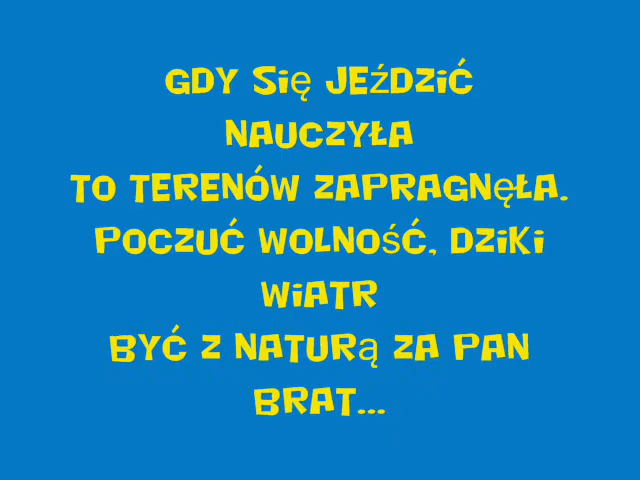 GDY SIĘ JEŹDZIĆ
NAUCZYŁA
TO TERENÓW ZAPRAGNĘŁA.
POCZUĆ WOLNOŚĆ, DZIKI
WIATR
BYĆ Z NATURĄ ZA PAN
BRAT...